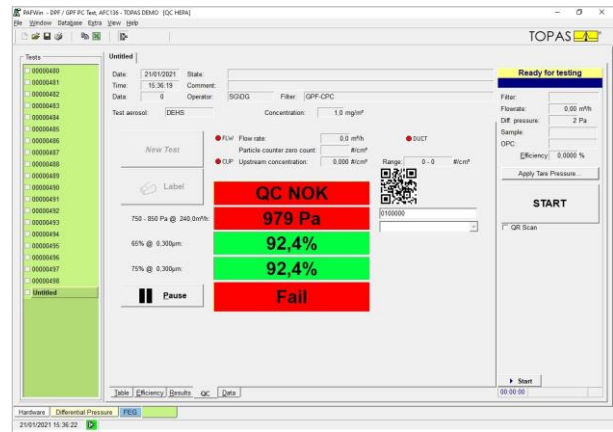 PAFWin - DPF / GPF PC Test, AFC136 - TOPAS DEMO [QC HEPA]
File Window Database Extra View Help
TOPAS
Tests
00000480
00000481
00000482
00000483
00000484
00000485
00000486
00000487
00000488
00000489
00000490
00000491
00000492
00000493
00000494
00000495
00000496
00000497
00000498
Untitled
Untitled
Date: 21/01/2021 State:
Time: 15:36:19 Comment:
Data: 0 Operator: SGIDG Filter: GPF-CPC
Test aerosol: DEHS Concentration: 1,0 mg/m³
New Test
FLW Flow rate: 0,0 m³/h DUCT
Particle counter zero count: #/cm³
CUP Upstream concentration: 0,000 #/cm³ Range: 0 - 0 #/cm³
Label
QC NOK
0100000
750 - 850 Pa @ 240,0m³/h: 979 Pa
65% @ 0,300µm: 92,4%
75% @ 0,300µm: 92,4%
Pause
Fail
Table Efficiency Results QC Data
Ready for testing
Filter:
Flowrate: 0,00 m³/h
Diff. pressure: 2 Pa
Sample:
OPC:
Efficiency: 0,0000 %
Apply Tare Pressure...
START
QR Scan
Start
00:00:00
Hardware Differential Pressure FEG
21/01/2021 15:36:22